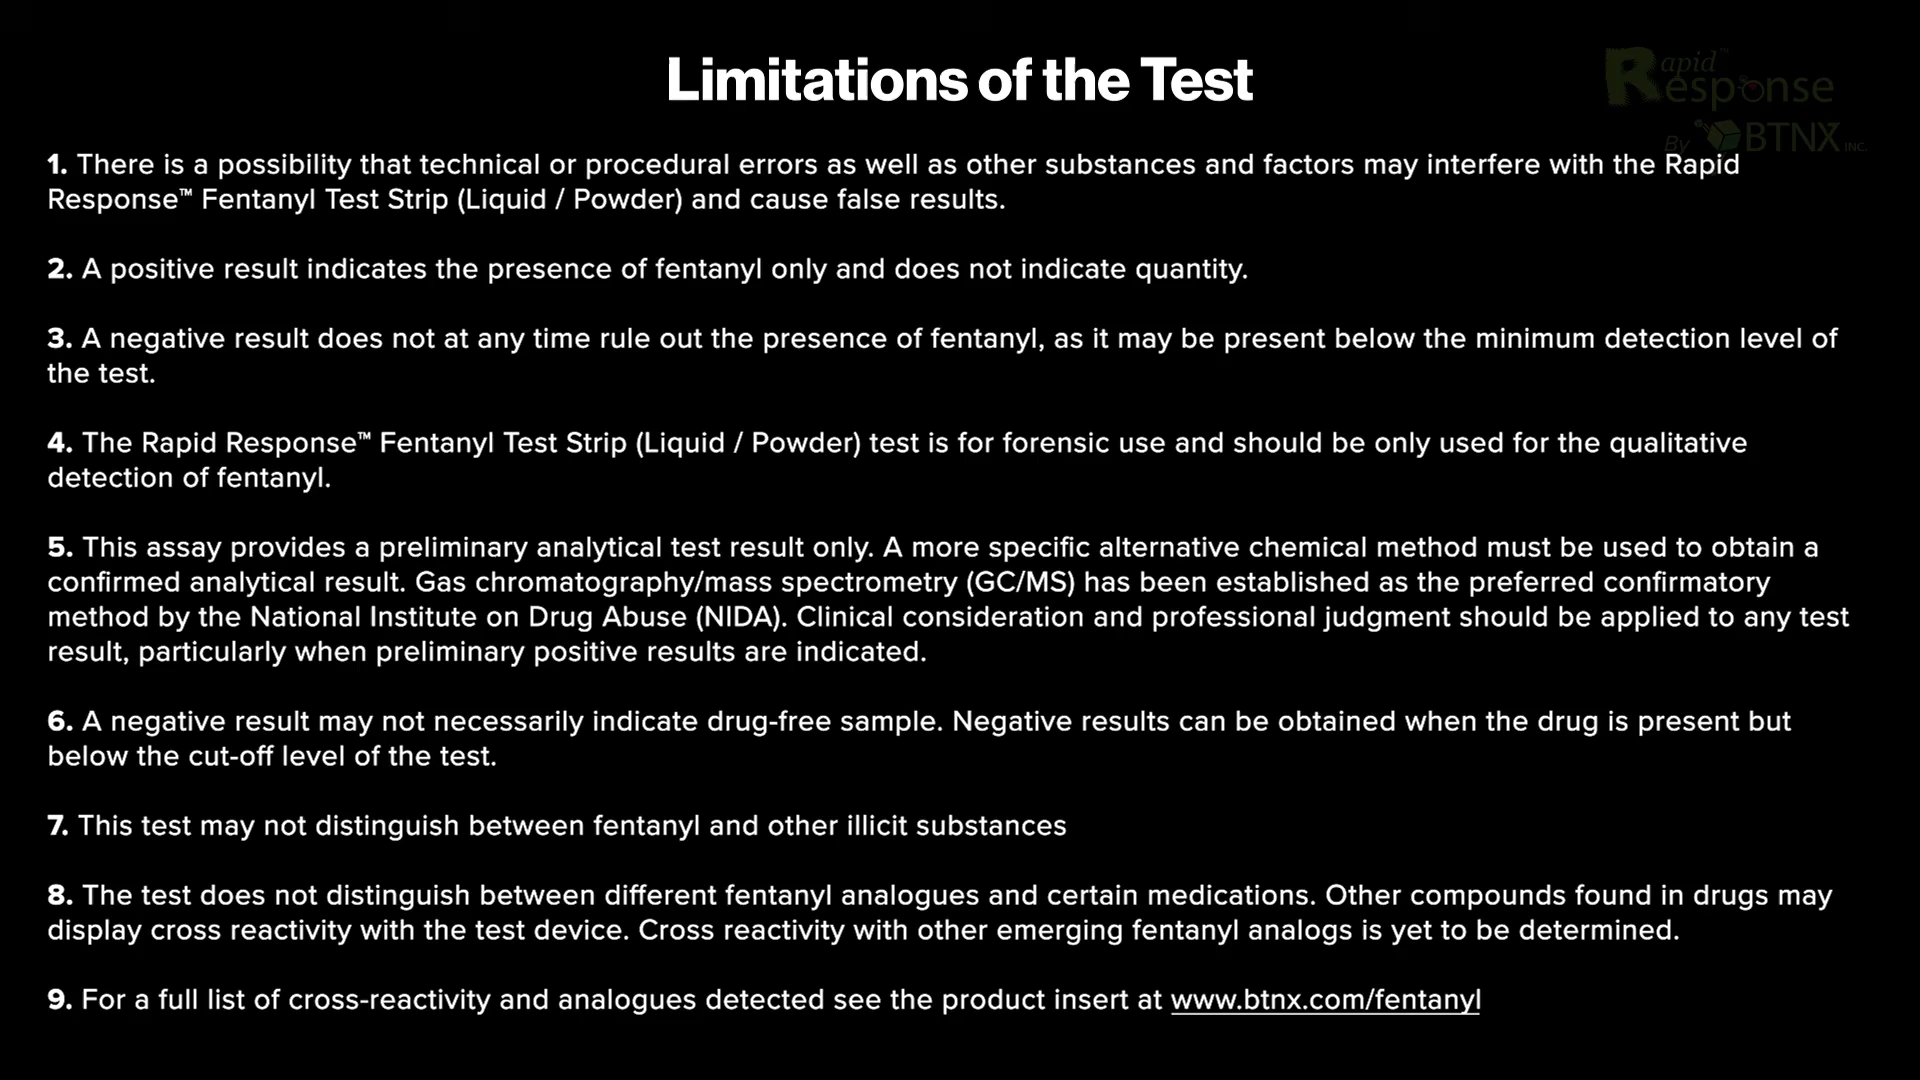 Limitations of the Test
Rapid™
Response
By BTNX INC.
1. There is a possibility that technical or procedural errors as well as other substances and factors may interfere with the Rapid
Response™ Fentanyl Test Strip (Liquid / Powder) and cause false results.
2. A positive result indicates the presence of fentanyl only and does not indicate quantity.
3. A negative result does not at any time rule out the presence of fentanyl, as it may be present below the minimum detection level of
the test.
4. The Rapid Response™ Fentanyl Test Strip (Liquid / Powder) test is for forensic use and should be only used for the qualitative
detection of fentanyl.
5. This assay provides a preliminary analytical test result only. A more specific alternative chemical method must be used to obtain a
confirmed analytical result. Gas chromatography/mass spectrometry (GC/MS) has been established as the preferred confirmatory
method by the National Institute on Drug Abuse (NIDA). Clinical consideration and professional judgment should be applied to any test
result, particularly when preliminary positive results are indicated.
6. A negative result may not necessarily indicate drug-free sample. Negative results can be obtained when the drug is present but
below the cut-off level of the test.
7. This test may not distinguish between fentanyl and other illicit substances
8. The test does not distinguish between different fentanyl analogues and certain medications. Other compounds found in drugs may
display cross reactivity with the test device. Cross reactivity with other emerging fentanyl analogs is yet to be determined.
9. For a full list of cross-reactivity and analogues detected see the product insert at www.btnx.com/fentanyl